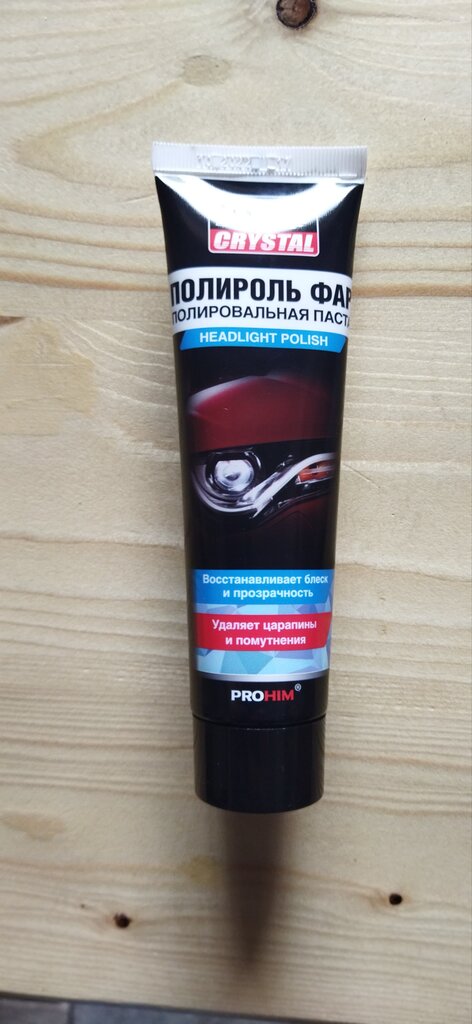 CRYSTAL
ПОЛИРОЛЬ ФАР
ПОЛИРОВАЛЬНАЯ ПАСТА
HEADLIGHT POLISH
Восстанавливает блеск
и прозрачность
Удаляет царапины
и помутнения
PROHIM®